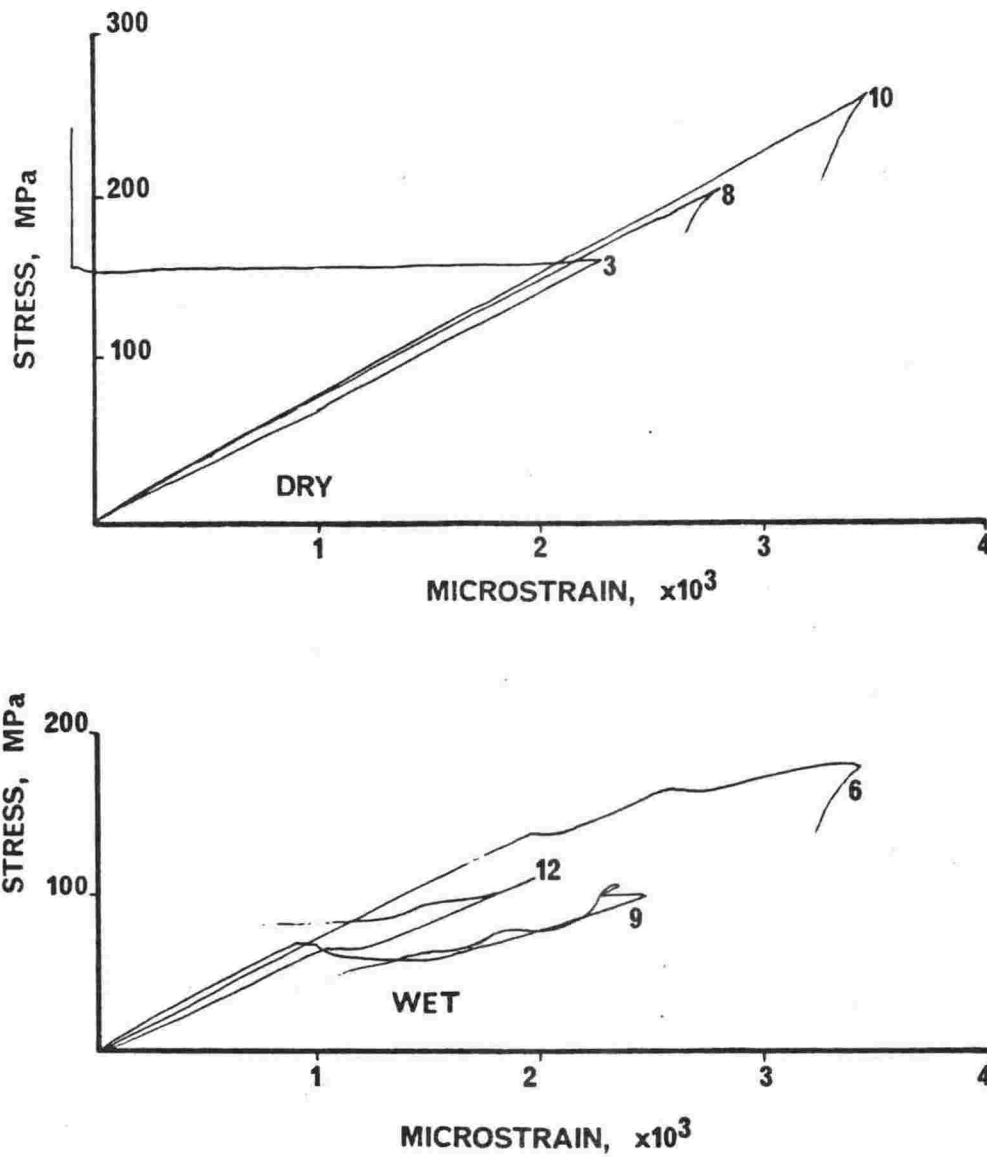 300
200
100
STRESS, MPa
10
8
3
DRY
1 2 3 4
MICROSTRAIN, x10³
200
100
STRESS, MPa
6
12
9
WET
1 2 3 4
MICROSTRAIN, x10³